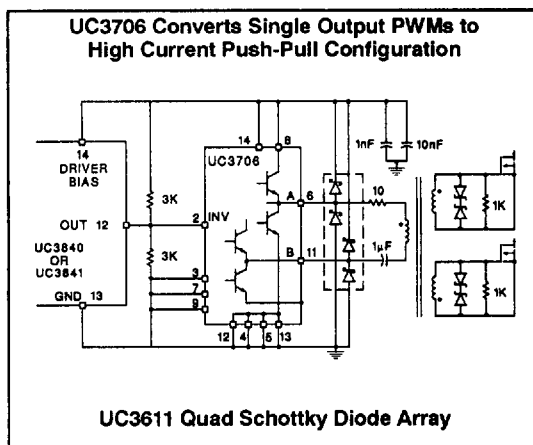 UC3706 Converts Single Output PWMs to
High Current Push-Pull Configuration
14
8
1nF
10nF
14
DRIVER
BIAS
UC3706
A
6
10
3K
1K
OUT 12
2
INV
B
11
UC3840
OR
UC3841
3K
1µF
3
7
9
GND
13
1K
12
4
5
13
UC3611 Quad Schottky Diode Array